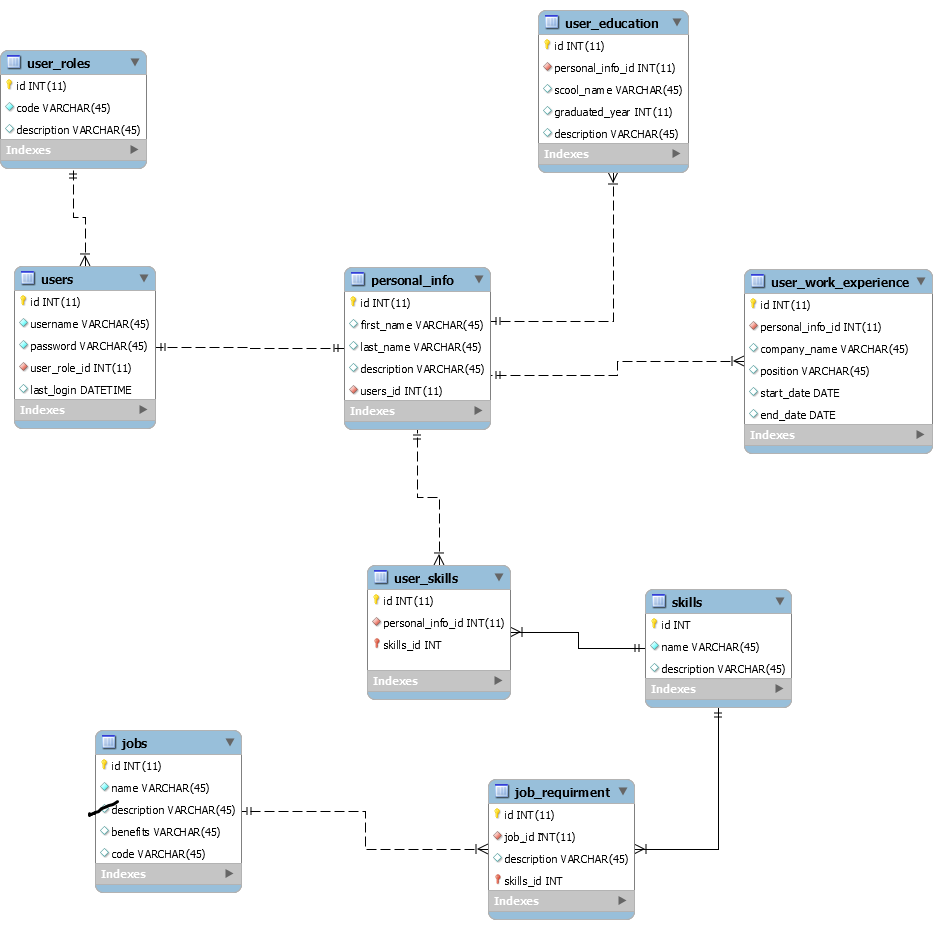 user_education
id INT(11)
personal_info_id INT(11)
scool_name VARCHAR(45)
graduated_year INT(11)
description VARCHAR(45)
Indexes
user_roles
id INT(11)
code VARCHAR(45)
description VARCHAR(45)
Indexes
users
id INT(11)
username VARCHAR(45)
password VARCHAR(45)
user_role_id INT(11)
last_login DATETIME
Indexes
personal_info
id INT(11)
first_name VARCHAR(45)
last_name VARCHAR(45)
description VARCHAR(45)
users_id INT(11)
Indexes
user_work_experience
id INT(11)
personal_info_id INT(11)
company_name VARCHAR(45)
position VARCHAR(45)
start_date DATE
end_date DATE
Indexes
user_skills
id INT(11)
personal_info_id INT(11)
skills_id INT
Indexes
skills
id INT
name VARCHAR(45)
description VARCHAR(45)
Indexes
jobs
id INT(11)
name VARCHAR(45)
description VARCHAR(45)
benefits VARCHAR(45)
code VARCHAR(45)
Indexes
job_requirment
id INT(11)
job_id INT(11)
description VARCHAR(45)
skills_id INT
Indexes